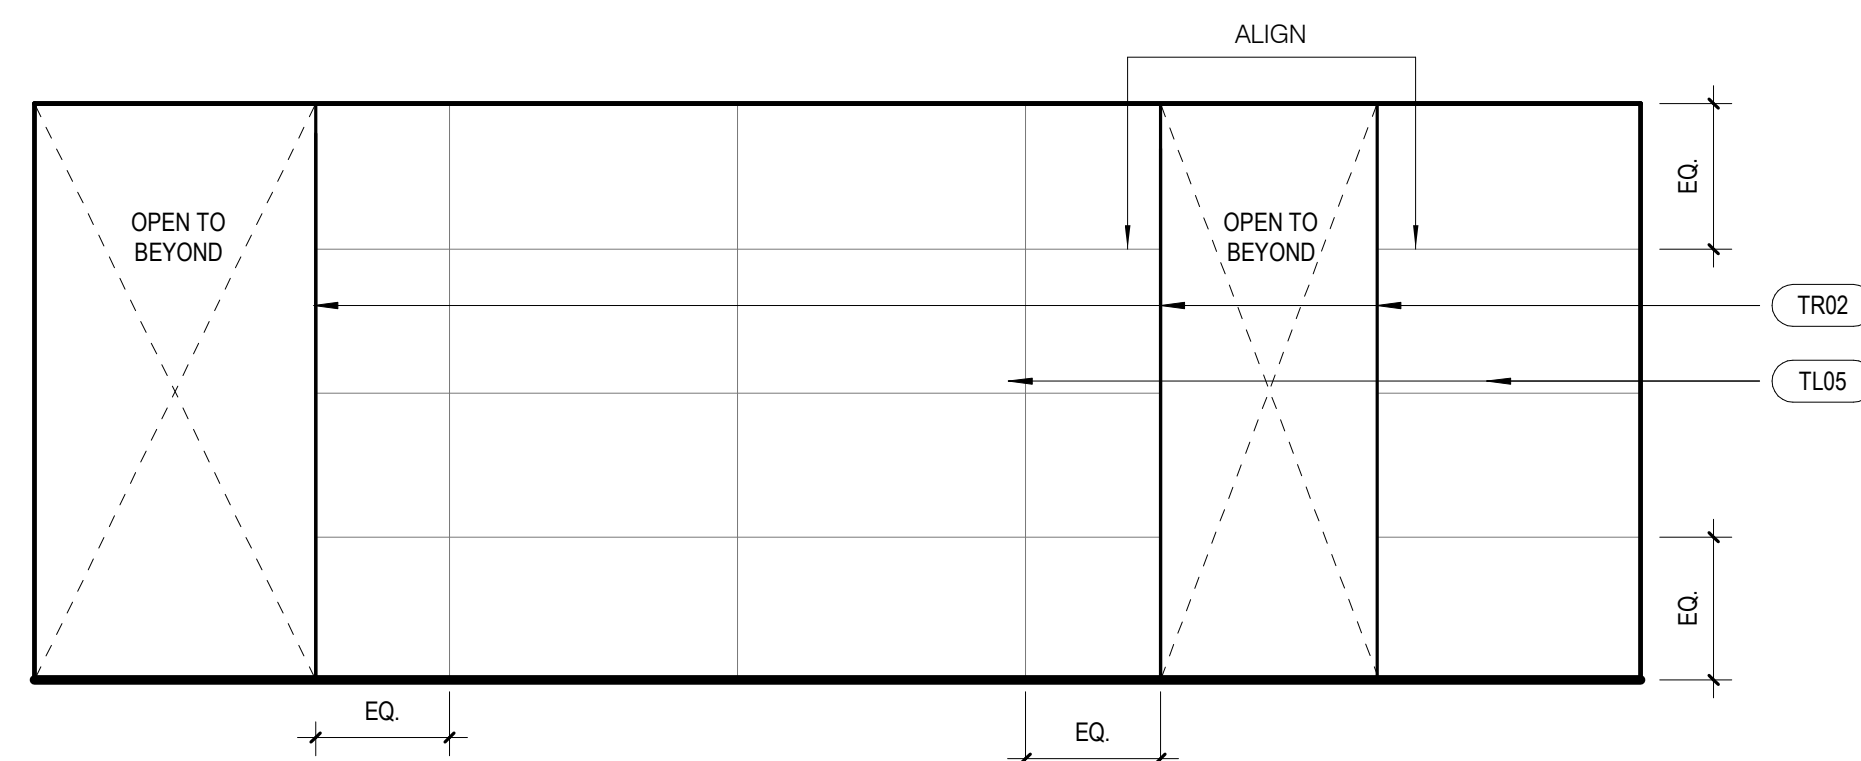 ALIGN
EQ.
OPEN TO
BEYOND
OPEN TO
BEYOND
TR02
TL05
EQ.
EQ.
EQ.